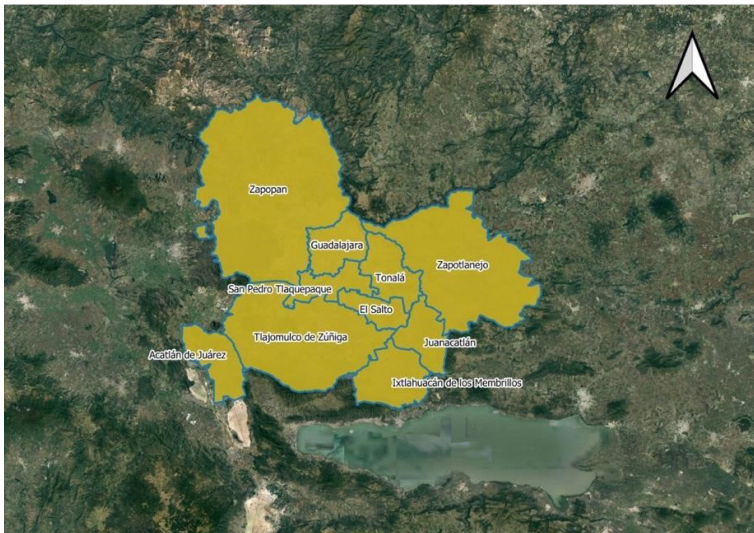 Zapopan
Guadalajara
Zapotlanejo
Tonalá
San Pedro Tlaquepaque
El Salto
Tlajomulco de Zúñiga
Juanacatlán
Acatlán de Juárez
Ixtlahuacán de los Membrillos